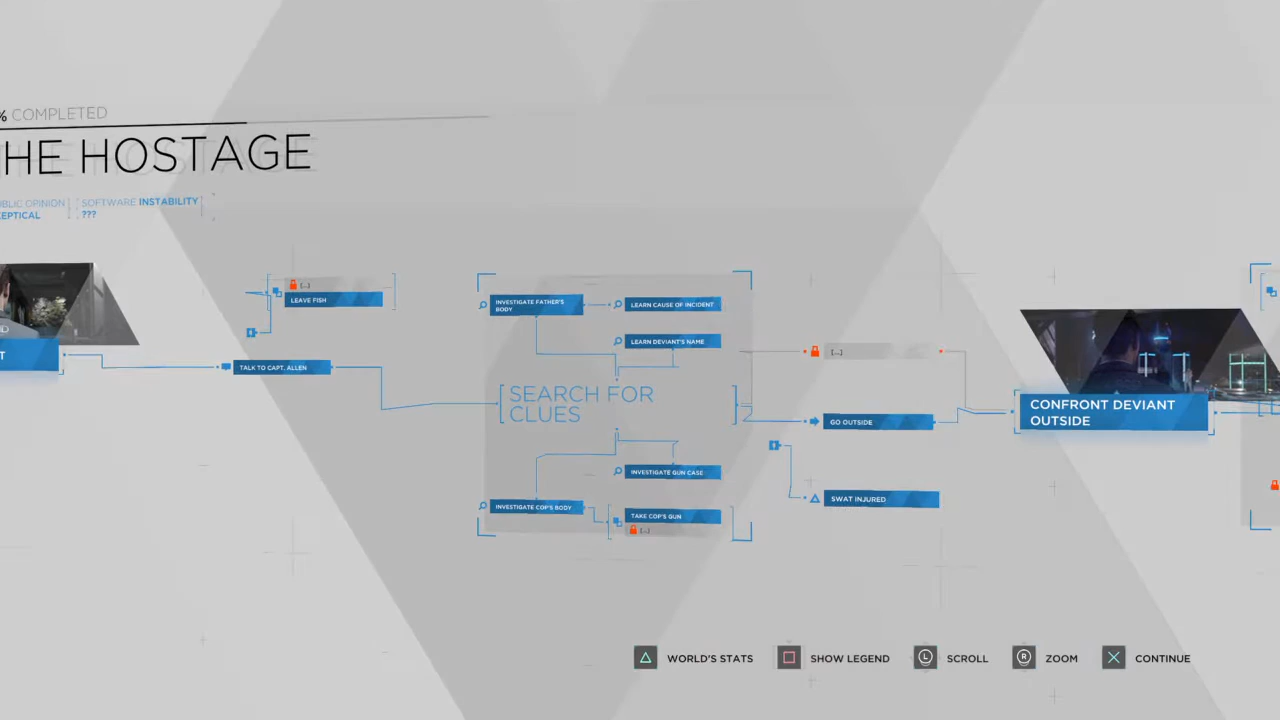 % COMPLETED
HE HOSTAGE
BLIC OPINION
EPTICAL
SOFTWARE INSTABILITY
???
[...]
LEAVE FISH
T
TALK TO CAPT. ALLEN
INVESTIGATE FATHER'S
BODY
LEARN CAUSE OF INCIDENT
LEARN DEVIANT'S NAME
SEARCH FOR
CLUES
INVESTIGATE GUN CASE
INVESTIGATE COP'S BODY
TAKE COP'S GUN
[...]
[...]
GO OUTSIDE
SWAT INJURED
CONFRONT DEVIANT
OUTSIDE
WORLD'S STATS
SHOW LEGEND
L
SCROLL
R
ZOOM
CONTINUE